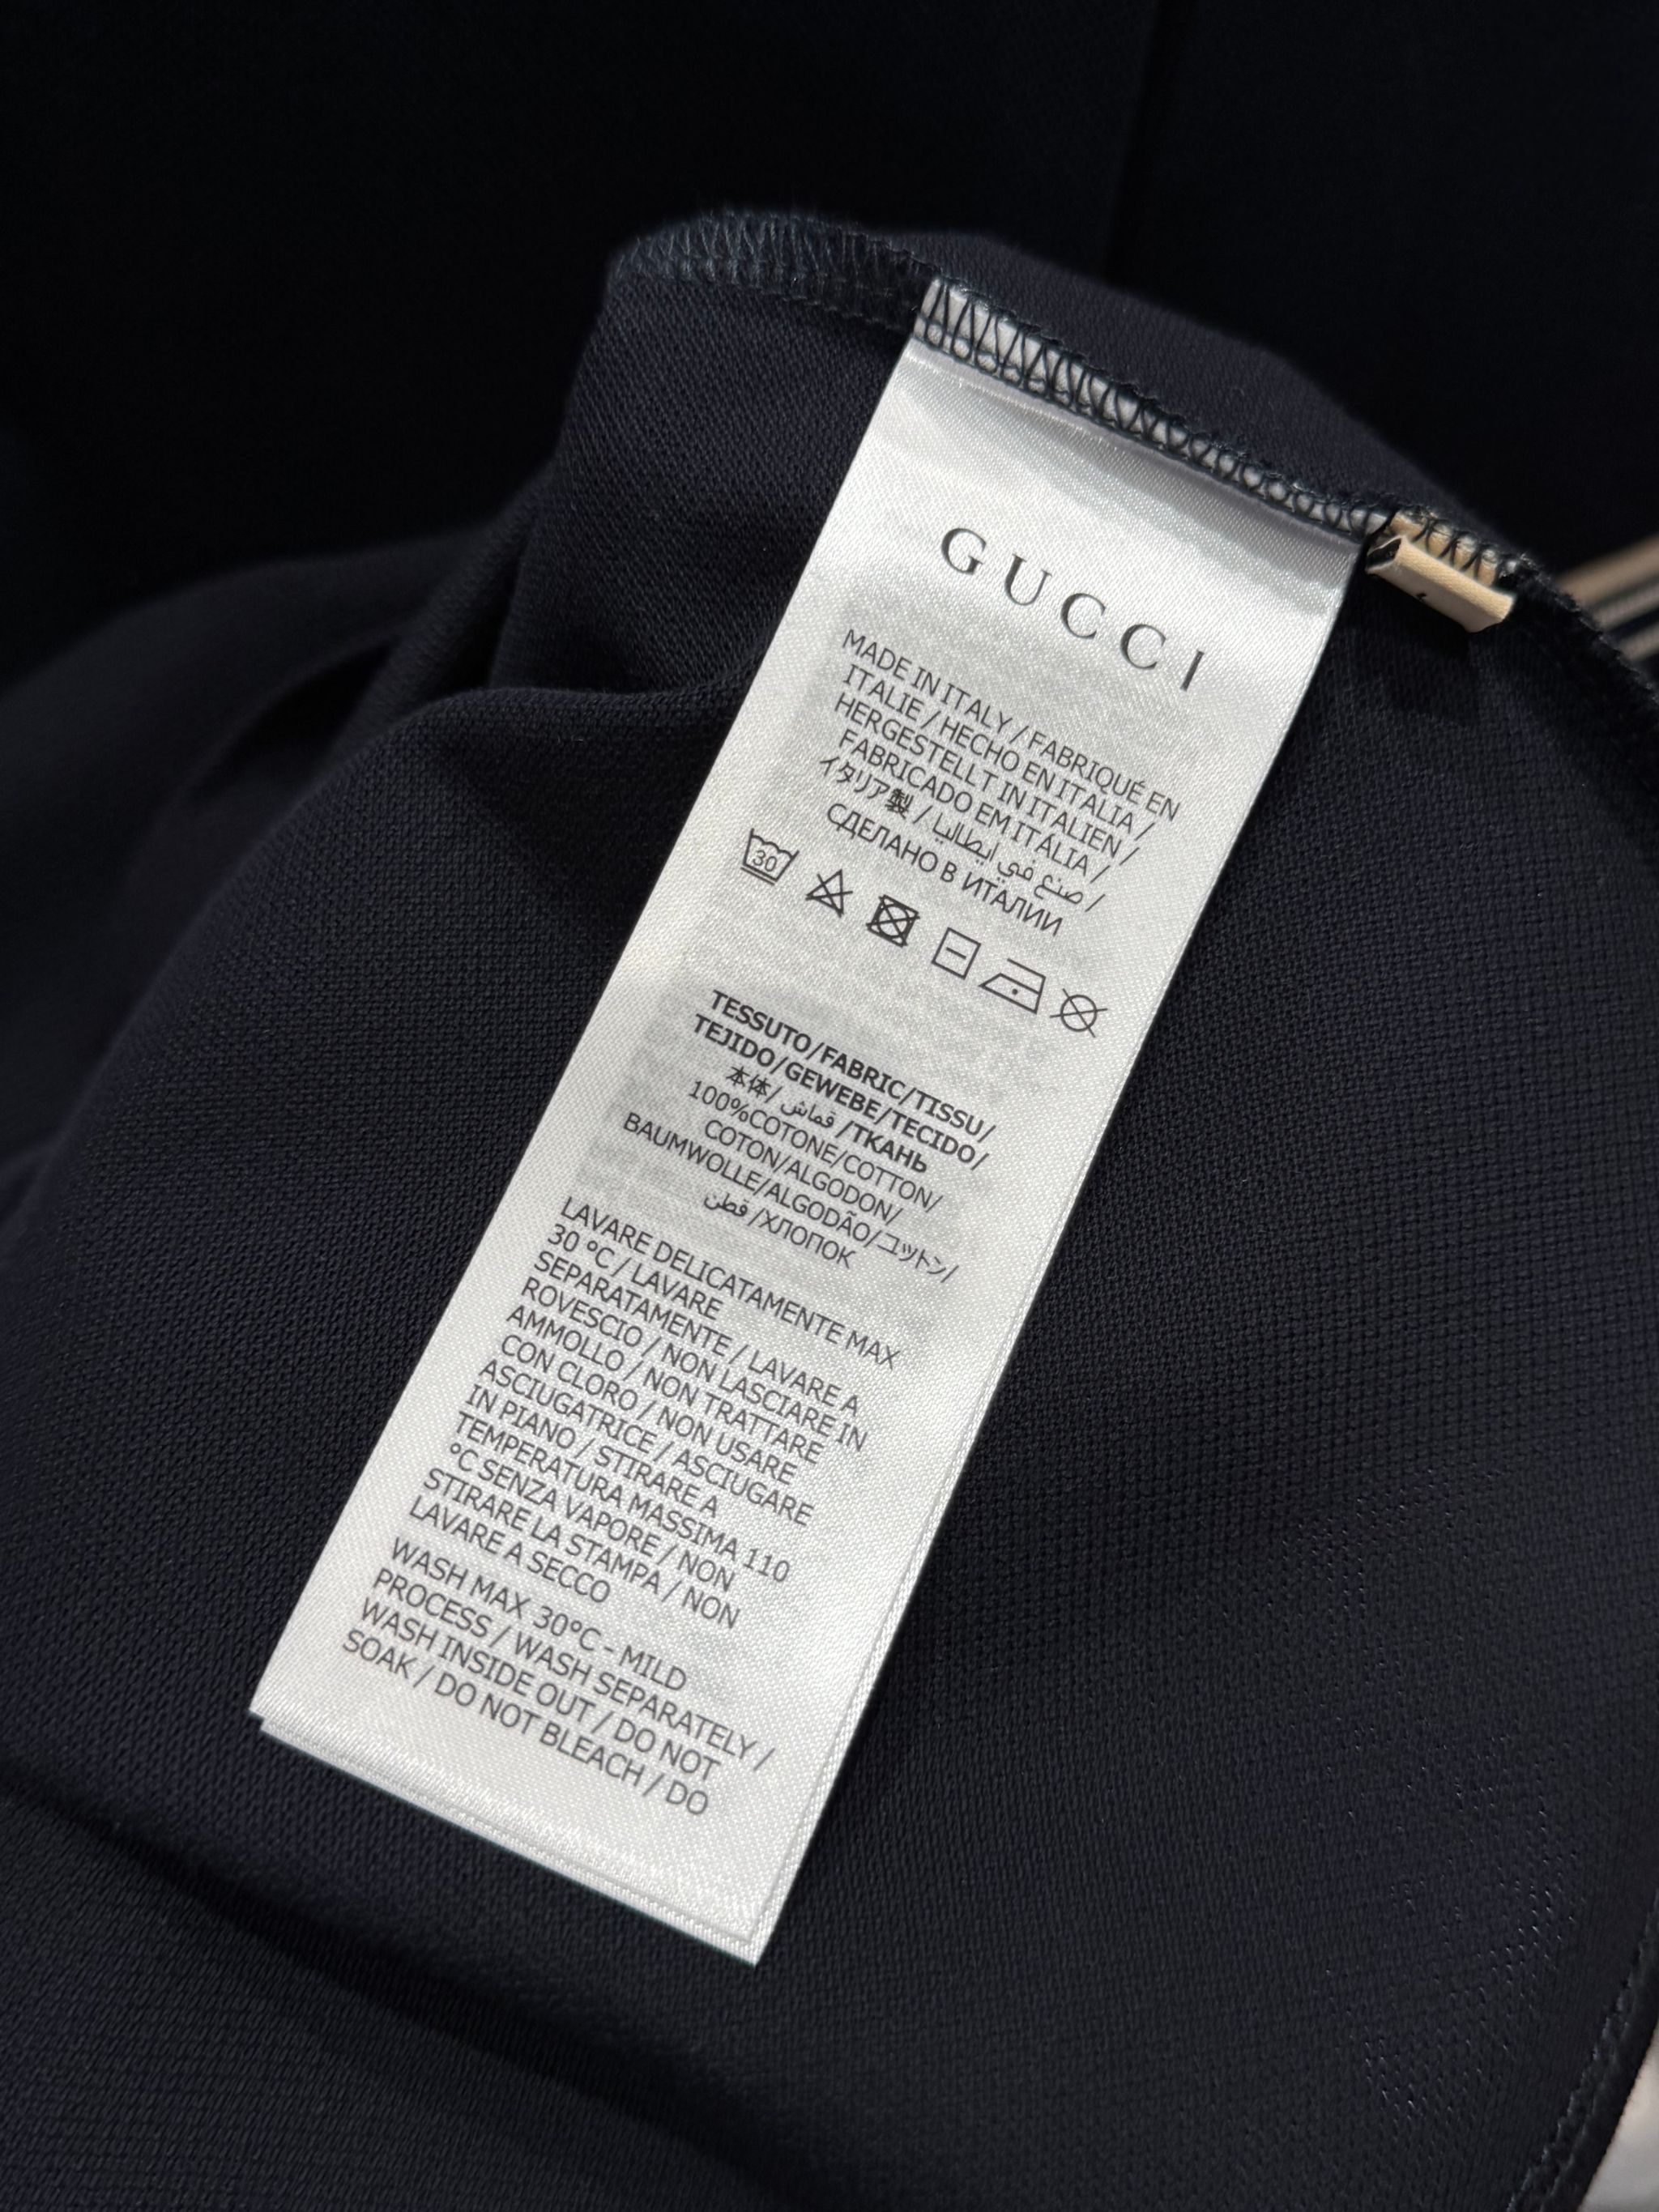 GUCCI
MADE IN ITALY / FABRIQUÉ EN
ITALIE / HECHO EN ITALIA /
HERGESTELLT IN ITALIEN /
FABRICADO EM ITÁLIA /
イタリア製 / صنع في ايطاليا /
СДЕЛАНО В ИТАЛИИ
30
TESSUTO/FABRIC/TISSU/
TEJIDO/GEWEBE/TECIDO/
本体/ قماش /ТКАНЬ
100%COTONE/COTTON/
COTON/ALGODON/
BAUMWOLLE/ALGODÃO/コットン/
قطن /ХЛОПОК
LAVARE DELICATAMENTE MAX
30 °C / LAVARE
SEPARATAMENTE / LAVARE A
ROVESCIO / NON LASCIARE IN
AMMOLLO / NON TRATTARE
CON CLORO / NON USARE
ASCIUGATRICE / ASCIUGARE
IN PIANO / STIRARE A
TEMPERATURA MASSIMA 110
°C SENZA VAPORE / NON
STIRARE LA STAMPA / NON
LAVARE A SECCO
WASH MAX 30°C - MILD
PROCESS / WASH SEPARATELY /
WASH INSIDE OUT / DO NOT
SOAK / DO NOT BLEACH / DO